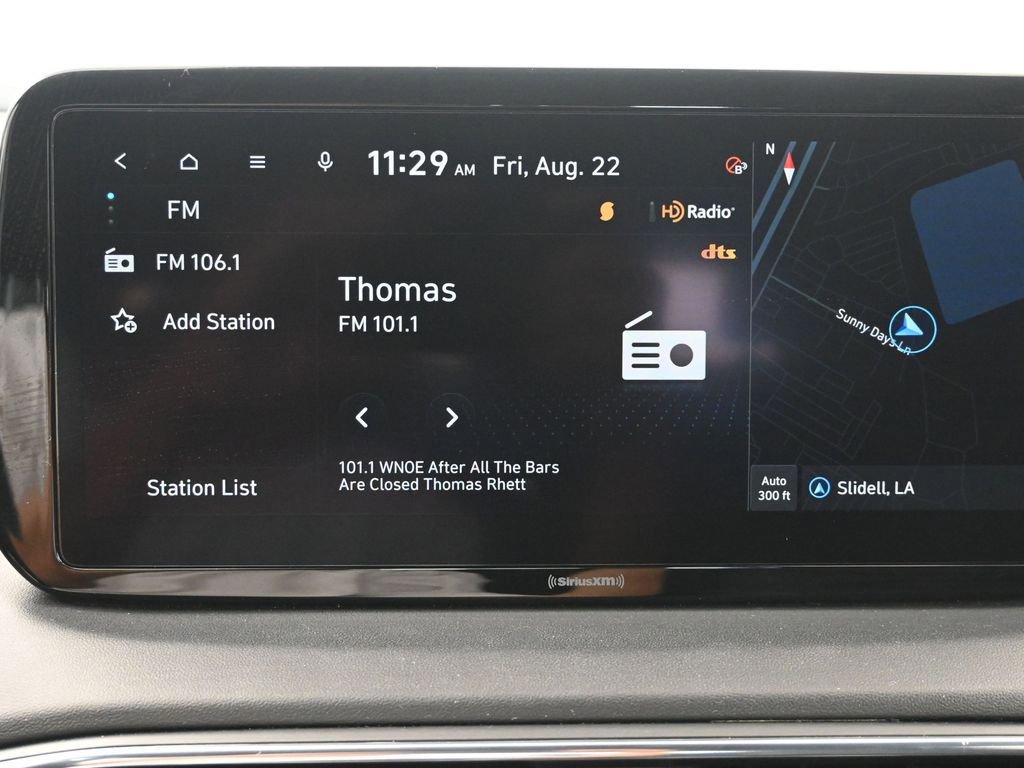 11:29 AM Fri, Aug. 22
FM
HD Radio
dts
FM 106.1
Add Station
Station List
Thomas
FM 101.1
101.1 WNOE After All The Bars
Are Closed Thomas Rhett
N
Sunny Days Ln
Auto
300 ft
Slidell, LA
((SiriusXM))